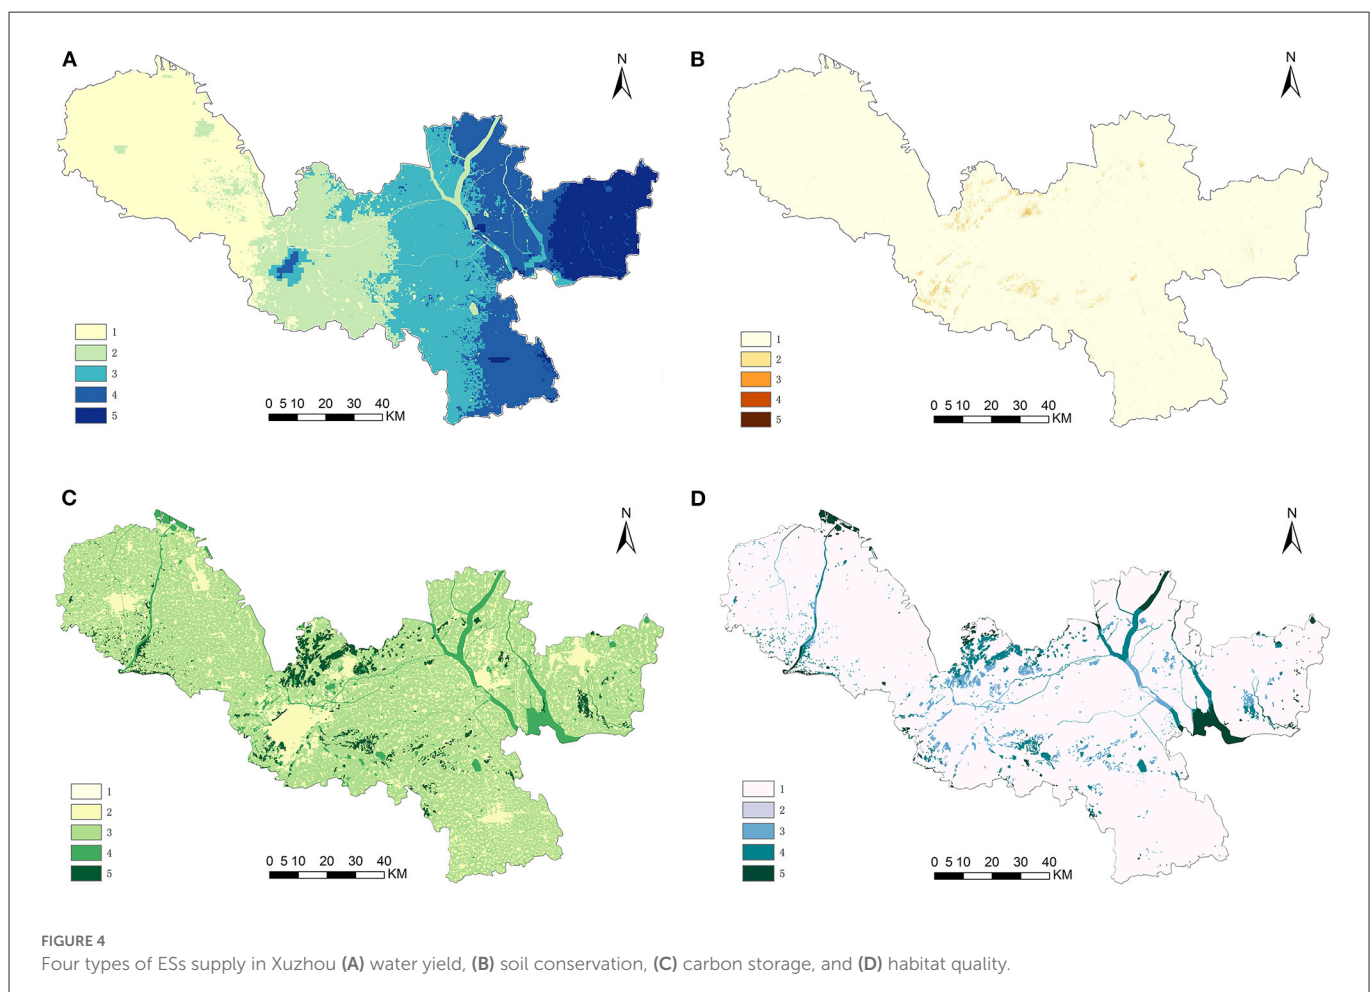 A
N
1
2
3
4
5
0 5 10 20 30 40
KM
B
N
1
2
3
4
5
0 5 10 20 30 40
KM
C
N
1
2
3
4
5
0 5 10 20 30 40
KM
D
N
1
2
3
4
5
0 5 10 20 30 40
KM
FIGURE 4
Four types of ESs supply in Xuzhou (A) water yield, (B) soil conservation, (C) carbon storage, and (D) habitat quality.